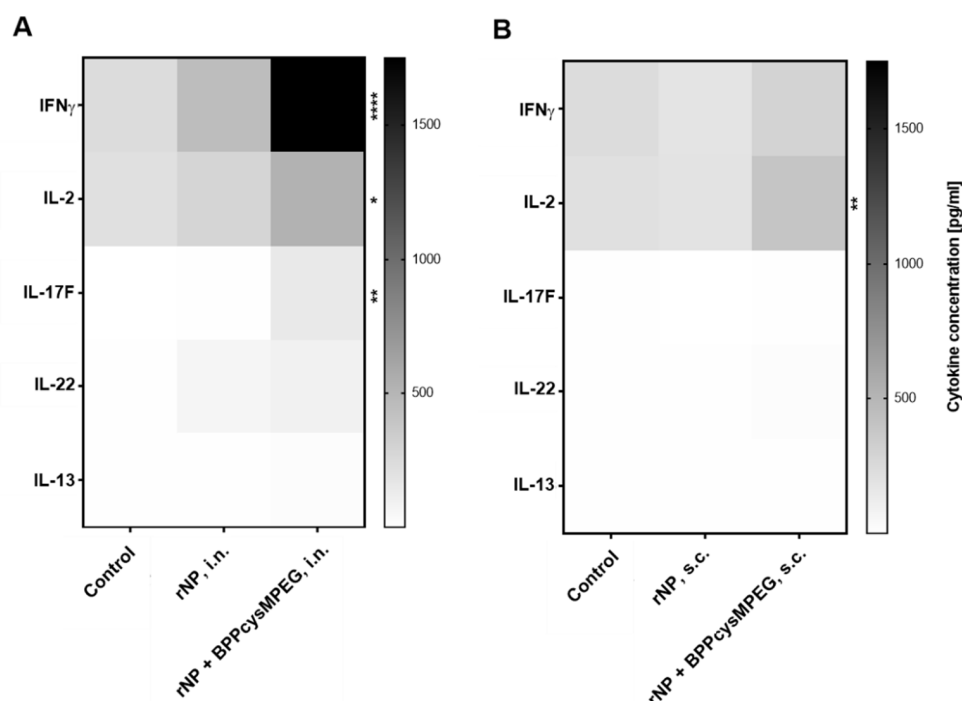 A
IFNγ
IL-2
IL-17F
IL-22
IL-13
Control
rNP, i.n.
rNP + BPPcysMPEG, i.n.
****
*
**
1500
1000
500
B
IFNγ
IL-2
IL-17F
IL-22
IL-13
Control
rNP, s.c.
rNP + BPPcysMPEG, s.c.
**
1500
1000
500
Cytokine concentration [pg/ml]